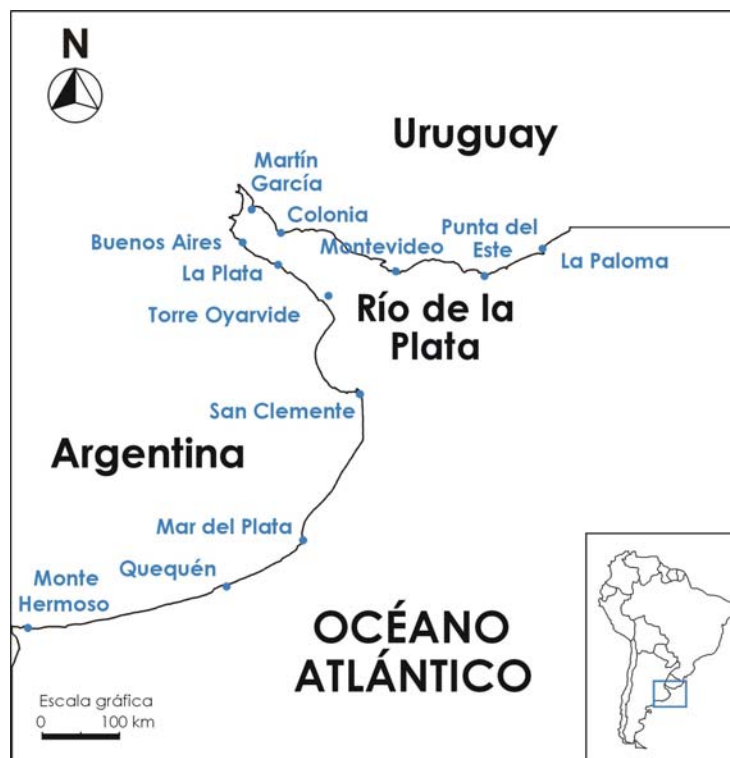 N
Uruguay
Martín
García
Colonia
Buenos Aires
Montevideo
Punta del
Este
La Paloma
La Plata
Torre Oyarvide
Río de la
Plata
San Clemente
Argentina
Mar del Plata
Quequén
Monte
Hermoso
OCÉANO
ATLÁNTICO
Escala gráfica
0 100 km